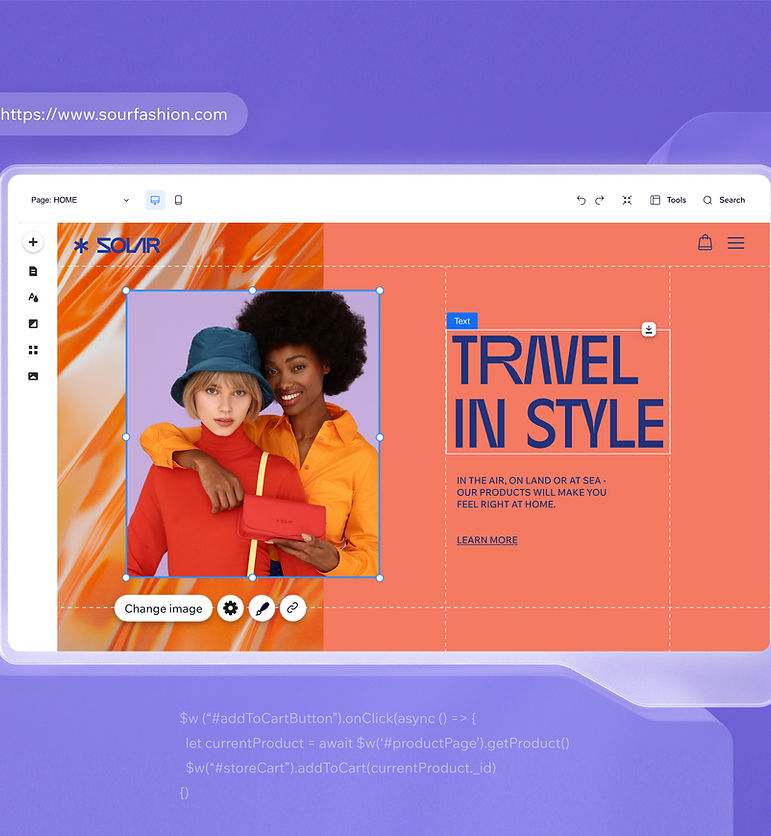 https://www.sourfashion.com
Page: HOME
Tools
Search
SOLAR
Text
TRAVEL
IN STYLE
IN THE AIR, ON LAND OR AT SEA -
OUR PRODUCTS WILL MAKE YOU
FEEL RIGHT AT HOME.
LEARN MORE
SOLAR
Change image
$w (“#addToCartButton”).onClick(async () => {
let currentProduct = await $w(‘#productPage’).getProduct()
$w(“#storeCart”).addToCart(currentProduct._id)
{)